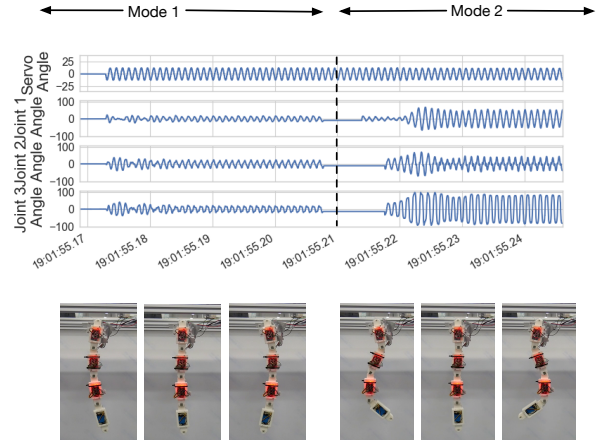 Mode 1
Mode 2
Servo
Angle
25
0
−25
Joint 1
Angle
100
0
−100
Joint 2
Angle
100
0
−100
Joint 3
Angle
100
0
−100
19:01:55.17
19:01:55.18
19:01:55.19
19:01:55.20
19:01:55.21
19:01:55.22
19:01:55.23
19:01:55.24